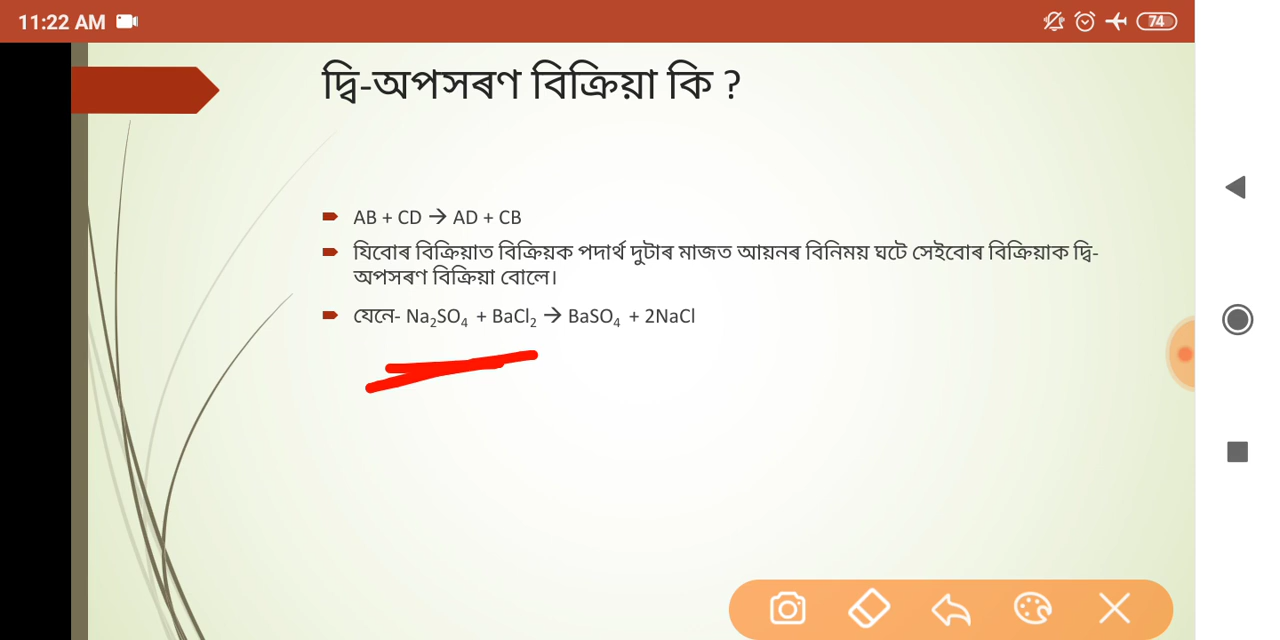 11:22 AM
74
দ্বি-অপসৰণ বিক্ৰিয়া কি ?
AB + CD → AD + CB
যিবোৰ বিক্ৰিয়াত বিক্ৰিয়ক পদাৰ্থ দুটাৰ মাজত আয়নৰ বিনিময় ঘটে সেইবোৰ বিক্ৰিয়াক দ্বি-
অপসৰণ বিক্ৰিয়া বোলে।
যেনে- Na₂SO₄ + BaCl₂ → BaSO₄ + 2NaCl